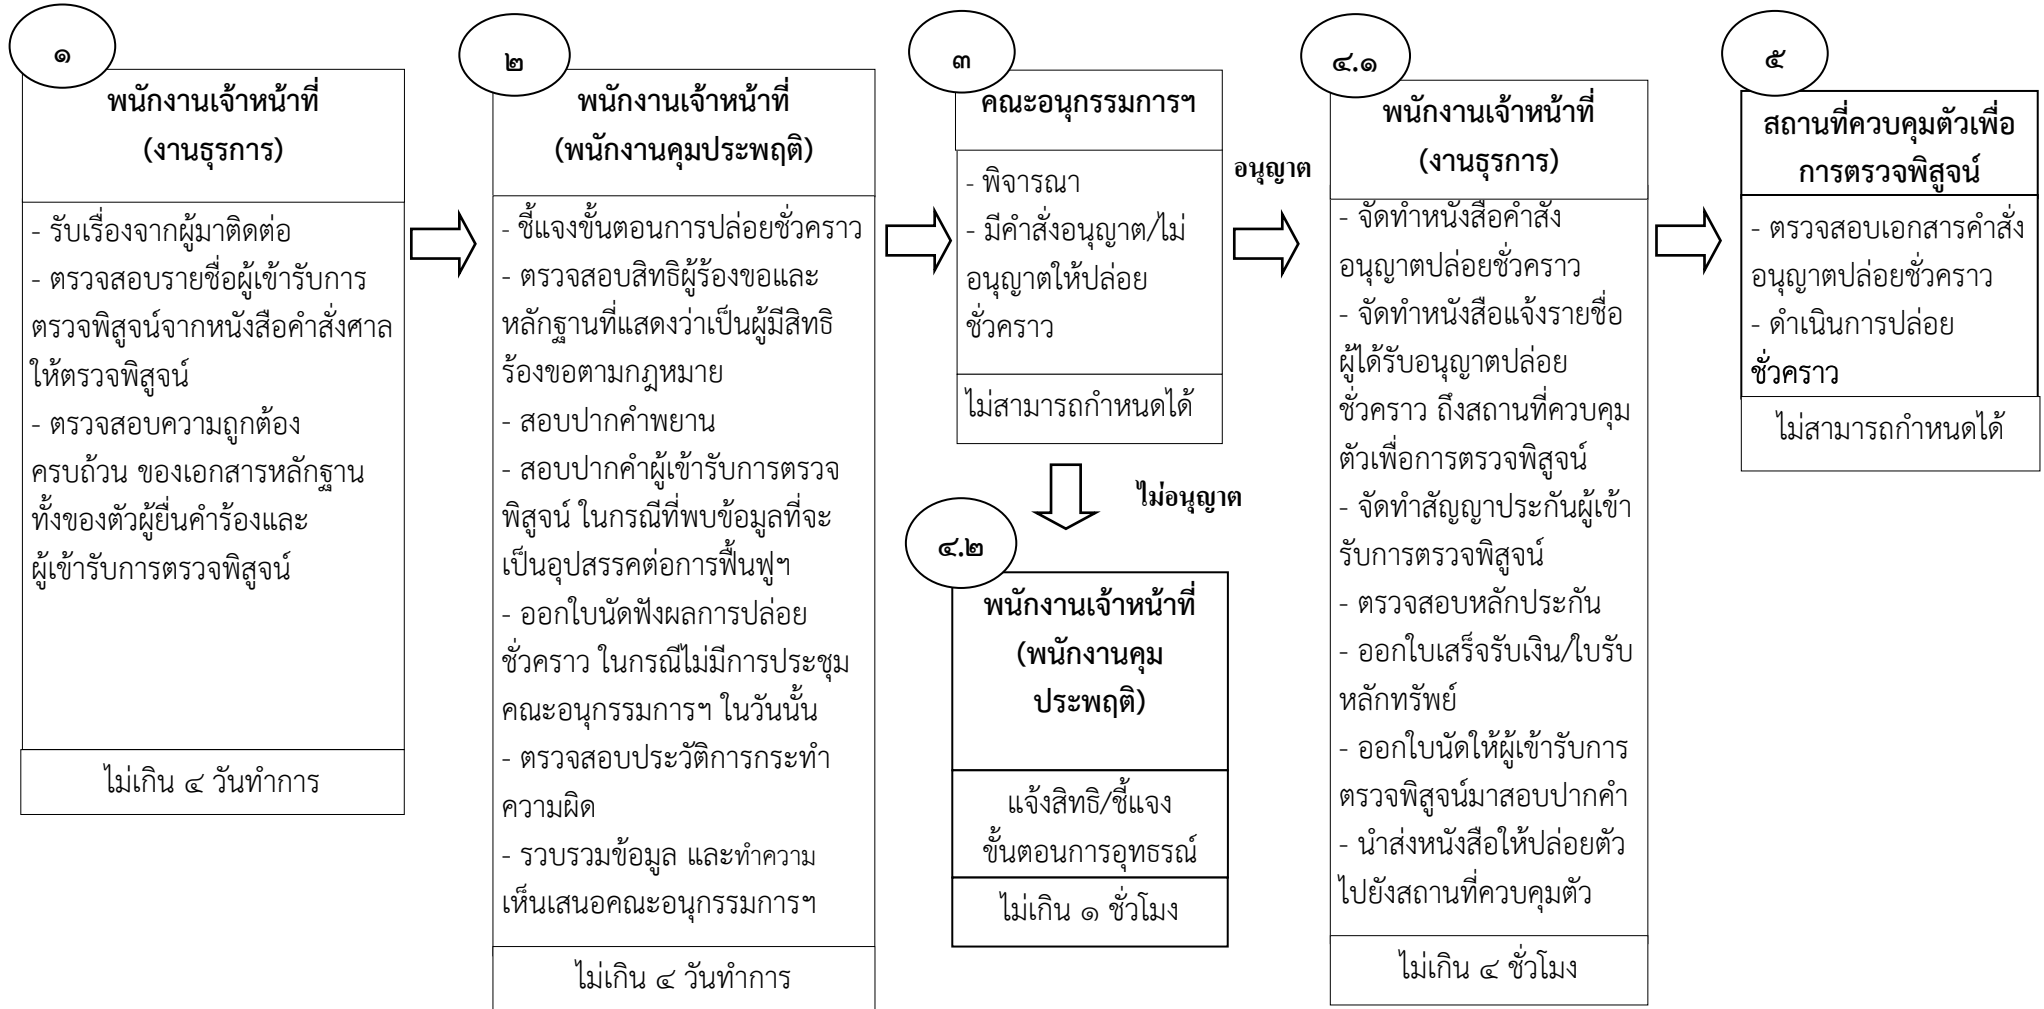 ๑
พนักงานเจ้าหน้าที่
(งานธุรการ)
- รับเรื่องจากผู้มาติดต่อ
- ตรวจสอบรายชื่อผู้เข้ารับการ
ตรวจพิสูจน์จากหนังสือคำสั่งศาล
ให้ตรวจพิสูจน์
- ตรวจสอบความถูกต้อง
ครบถ้วน ของเอกสารหลักฐาน
ทั้งของตัวผู้ยื่นคำร้องและ
ผู้เข้ารับการตรวจพิสูจน์
ไม่เกิน ๔ วันทำการ
๒
พนักงานเจ้าหน้าที่
(พนักงานคุมประพฤติ)
- ชี้แจงขั้นตอนการปล่อยชั่วคราว
- ตรวจสอบสิทธิผู้ร้องขอและ
หลักฐานที่แสดงว่าเป็นผู้มีสิทธิ
ร้องขอตามกฎหมาย
- สอบปากคำพยาน
- สอบปากคำผู้เข้ารับการตรวจ
พิสูจน์ ในกรณีที่พบข้อมูลที่จะ
เป็นอุปสรรคต่อการฟื้นฟูฯ
- ออกใบนัดฟังผลการปล่อย
ชั่วคราว ในกรณีไม่มีการประชุม
คณะอนุกรรมการฯ ในวันนั้น
- ตรวจสอบประวัติการกระทำ
ความผิด
- รวบรวมข้อมูล และทำความ
เห็นเสนอคณะอนุกรรมการฯ
ไม่เกิน ๔ วันทำการ
๓
คณะอนุกรรมการฯ
- พิจารณา
- มีคำสั่งอนุญาต/ไม่
อนุญาตให้ปล่อย
ชั่วคราว
ไม่สามารถกำหนดได้
อนุญาต
ไม่อนุญาต
๔.๒
พนักงานเจ้าหน้าที่
(พนักงานคุม
ประพฤติ)
แจ้งสิทธิ/ชี้แจง
ขั้นตอนการอุทธรณ์
ไม่เกิน ๑ ชั่วโมง
๔.๑
พนักงานเจ้าหน้าที่
(งานธุรการ)
- จัดทำหนังสือคำสั่ง
อนุญาตปล่อยชั่วคราว
- จัดทำหนังสือแจ้งรายชื่อ
ผู้ได้รับอนุญาตปล่อย
ชั่วคราว ถึงสถานที่ควบคุม
ตัวเพื่อการตรวจพิสูจน์
- จัดทำสัญญาประกันผู้เข้า
รับการตรวจพิสูจน์
- ตรวจสอบหลักประกัน
- ออกใบเสร็จรับเงิน/ใบรับ
หลักทรัพย์
- ออกใบนัดให้ผู้เข้ารับการ
ตรวจพิสูจน์มาสอบปากคำ
- นำส่งหนังสือให้ปล่อยตัว
ไปยังสถานที่ควบคุมตัว
ไม่เกิน ๔ ชั่วโมง
๕
สถานที่ควบคุมตัวเพื่อ
การตรวจพิสูจน์
- ตรวจสอบเอกสารคำสั่ง
อนุญาตปล่อยชั่วคราว
- ดำเนินการปล่อย
ชั่วคราว
ไม่สามารถกำหนดได้